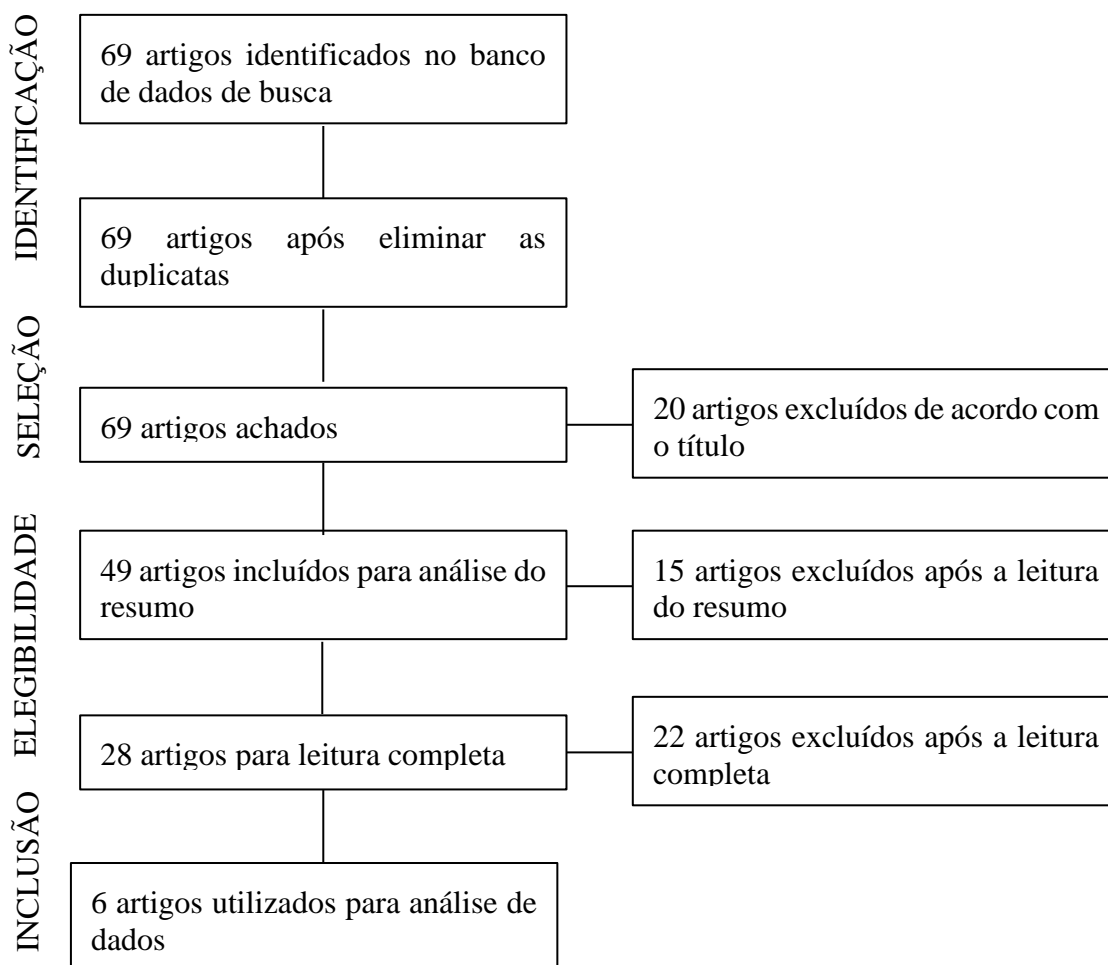 IDENTIFICAÇÃO
69 artigos identificados no banco
de dados de busca
69 artigos após eliminar as
duplicatas
SELEÇÃO
69 artigos achados
20 artigos excluídos de acordo com
o título
ELEGIBILIDADE
49 artigos incluídos para análise do
resumo
15 artigos excluídos após a leitura
do resumo
28 artigos para leitura completa
22 artigos excluídos após a leitura
completa
INCLUSÃO
6 artigos utilizados para análise de
dados